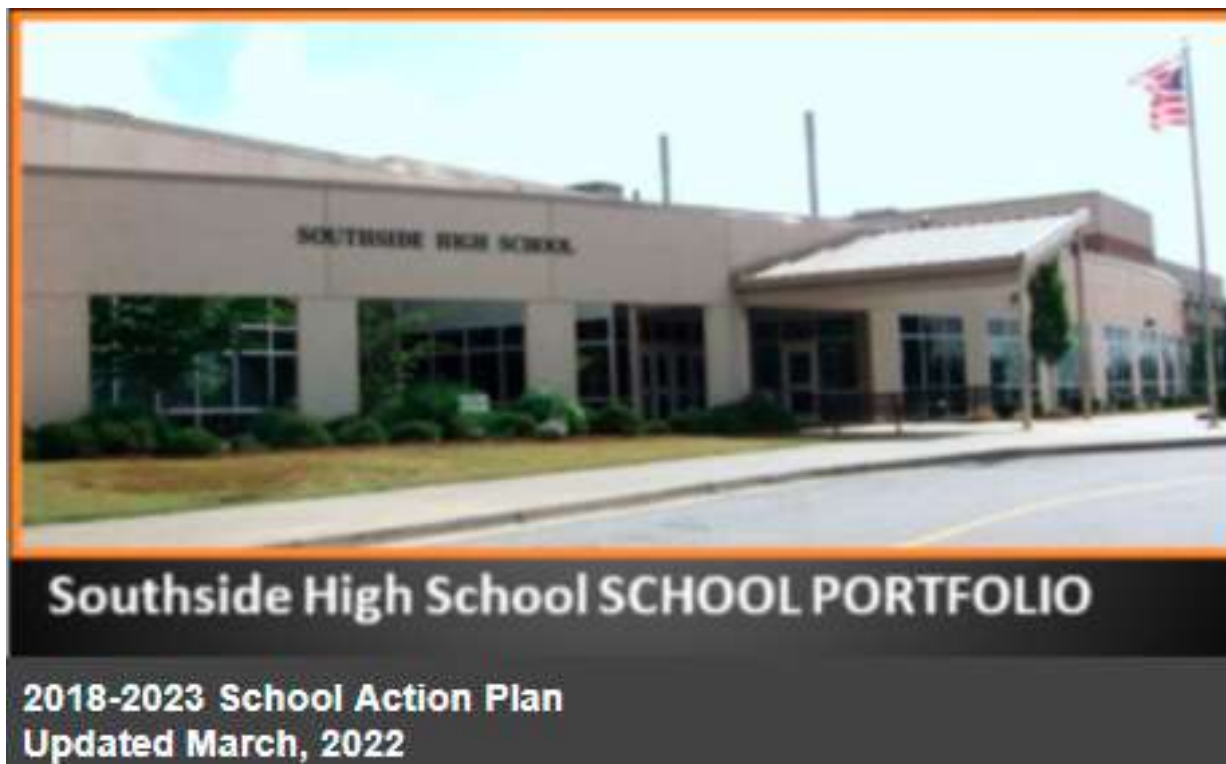 SOUTHSIDE HIGH SCHOOL
Southside High School SCHOOL PORTFOLIO
2018-2023 School Action Plan
Updated March, 2022